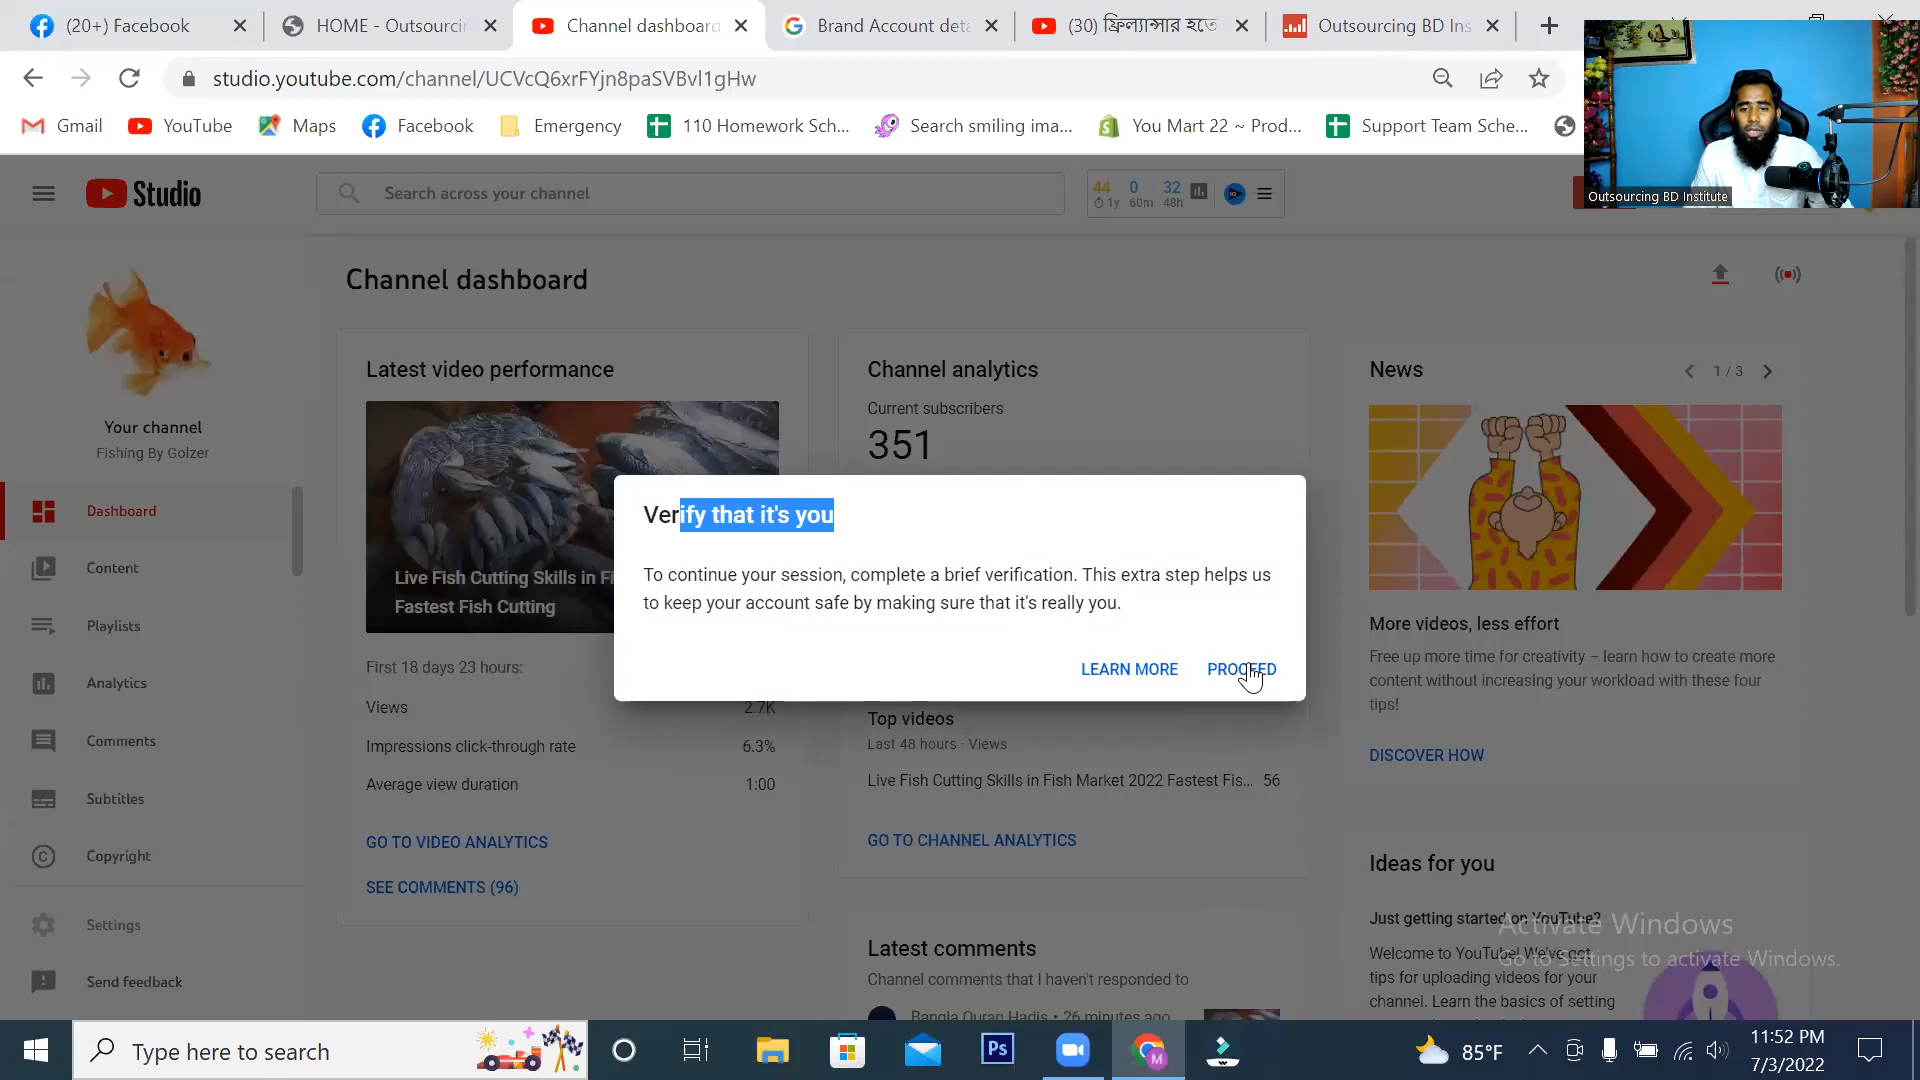 (20+) Facebook
HOME - Outsourcin
Channel dashboard
Brand Account deta
(30) ফ্রিল্যান্সার হতে
Outsourcing BD Ins
studio.youtube.com/channel/UCVcQ6xrFYjn8paSVBvl1gHw
Gmail
YouTube
Maps
Facebook
Emergency
110 Homework Sch...
Search smiling ima...
You Mart 22 ~ Prod...
Support Team Sche...
Outsourcing BD Institute
Studio
Search across your channel
44 0 32
1y 60m 48h
Channel dashboard
Your channel
Fishing By Golzer
Dashboard
Content
Playlists
Analytics
Comments
Subtitles
Copyright
Settings
Send feedback
Latest video performance
Live Fish Cutting Skills in Fi
Fastest Fish Cutting
First 18 days 23 hours:
Views 2.7K
Impressions click-through rate 6.3%
Average view duration 1:00
GO TO VIDEO ANALYTICS
SEE COMMENTS (96)
Channel analytics
Current subscribers
351
Verify that it's you
To continue your session, complete a brief verification. This extra step helps us
to keep your account safe by making sure that it's really you.
LEARN MORE PROCEED
Top videos
Last 48 hours · Views
Live Fish Cutting Skills in Fish Market 2022 Fastest Fis... 56
GO TO CHANNEL ANALYTICS
Latest comments
Channel comments that I haven't responded to
Bangla Quran Hadis • 26 minutes ago
News
1 / 3
More videos, less effort
Free up more time for creativity – learn how to create more
content without increasing your workload with these four
tips!
DISCOVER HOW
Ideas for you
Just getting started on YouTube?
Welcome to YouTube! We've got
tips for uploading videos for your
channel. Learn the basics of setting
Activate Windows
Go to Settings to activate Windows.
Type here to search
Ps
M
85°F
11:52 PM
7/3/2022